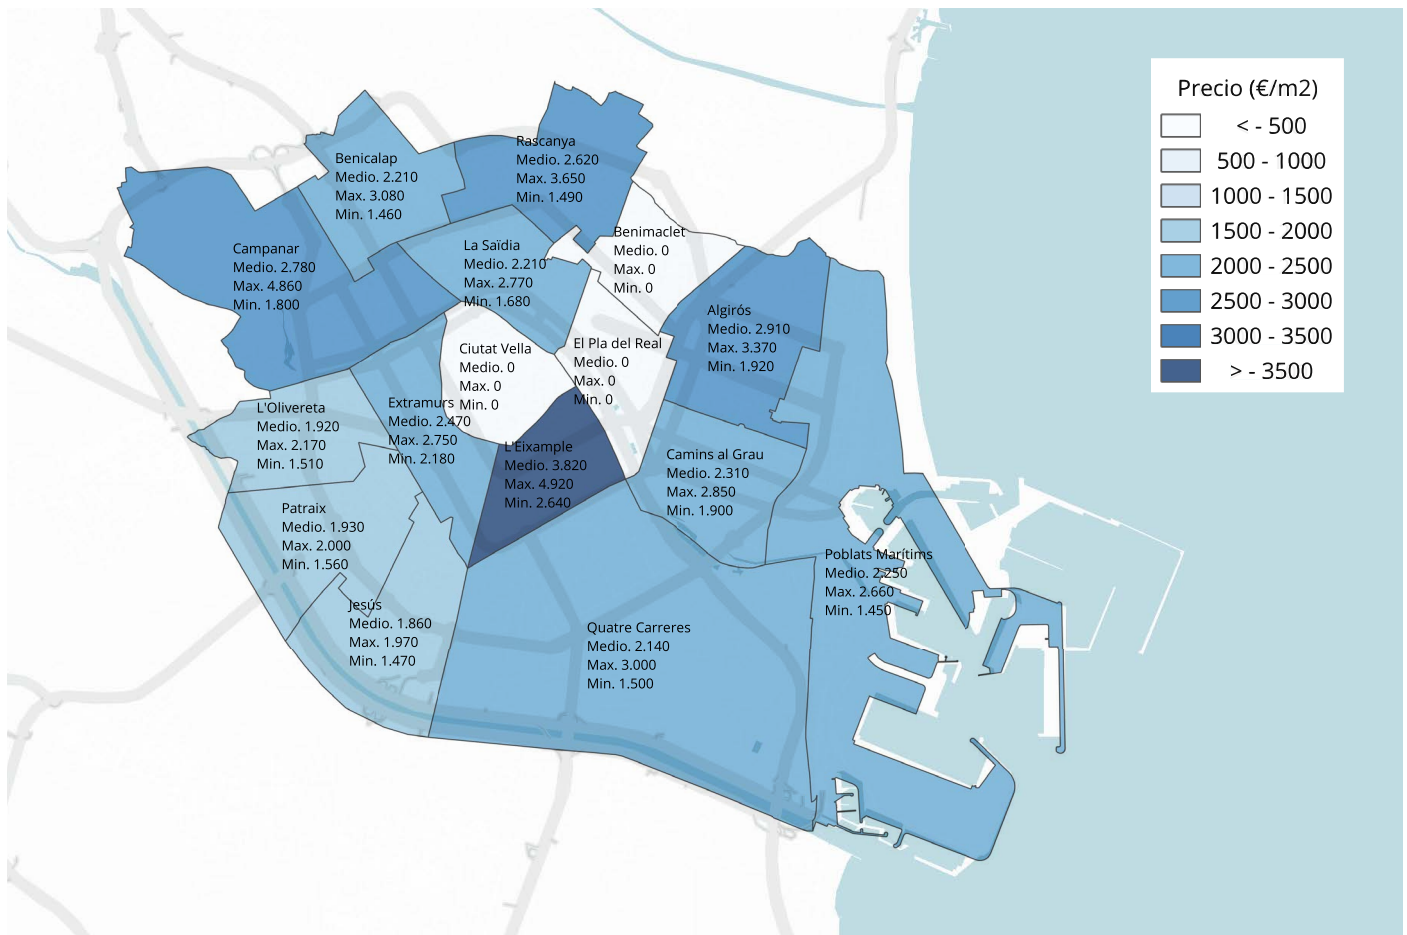 Precio (€/m2)
< - 500
500 - 1000
1000 - 1500
1500 - 2000
2000 - 2500
2500 - 3000
3000 - 3500
> - 3500
Rascanya
Medio. 2.620
Max. 3.650
Min. 1.490
Benicalap
Medio. 2.210
Max. 3.080
Min. 1.460
Benimaclet
Medio. 0
Max. 0
Min. 0
Campanar
Medio. 2.780
Max. 4.860
Min. 1.800
La Saïdia
Medio. 2.210
Max. 2.770
Min. 1.680
Algirós
Medio. 2.910
Max. 3.370
Min. 1.920
Ciutat Vella
Medio. 0
Max. 0
Min. 0
El Pla del Real
Medio. 0
Max. 0
Min. 0
L'Olivereta
Medio. 1.920
Max. 2.170
Min. 1.510
Extramurs
Medio. 2.470
Max. 2.750
Min. 2.180
L'Eixample
Medio. 3.820
Max. 4.920
Min. 2.640
Camins al Grau
Medio. 2.310
Max. 2.850
Min. 1.900
Patraix
Medio. 1.930
Max. 2.000
Min. 1.560
Poblats Marítims
Medio. 2.250
Max. 2.660
Min. 1.450
Jesús
Medio. 1.860
Max. 1.970
Min. 1.470
Quatre Carreres
Medio. 2.140
Max. 3.000
Min. 1.500